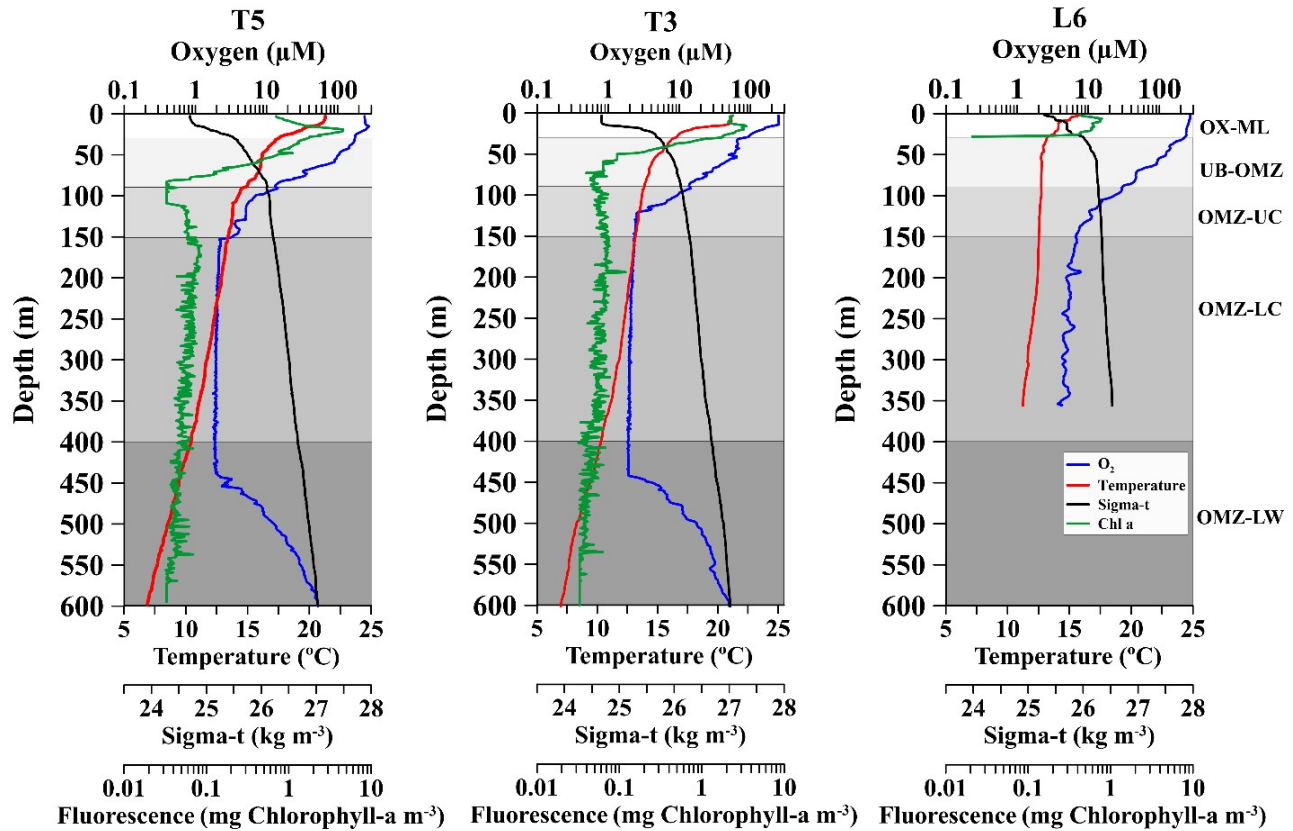 T5 T3 L6
Oxygen (µM) Oxygen (µM) Oxygen (µM)
0.1 1 10 100 0.1 1 10 100 0.1 1 10 100
0 0 0 OX-ML
50 50 50 UB-OMZ
100 100 100
OMZ-UC
150 150 150
200 200 200
250 250 250 OMZ-LC
Depth (m) Depth (m) Depth (m)
300 300 300
350 350 350
400 400 400
O₂
450 450 450 Temperature
Sigma-t
Chl a
500 500 500 OMZ-LW
550 550 550
600 600 600
5 10 15 20 25 5 10 15 20 25 5 10 15 20 25
Temperature (ºC) Temperature (ºC) Temperature (ºC)
24 25 26 27 28 24 25 26 27 28 24 25 26 27 28
Sigma-t (kg m⁻³) Sigma-t (kg m⁻³) Sigma-t (kg m⁻³)
0.01 0.1 1 10 0.01 0.1 1 10 0.01 0.1 1 10
Fluorescence (mg Chlorophyll-a m⁻³) Fluorescence (mg Chlorophyll-a m⁻³) Fluorescence (mg Chlorophyll-a m⁻³)